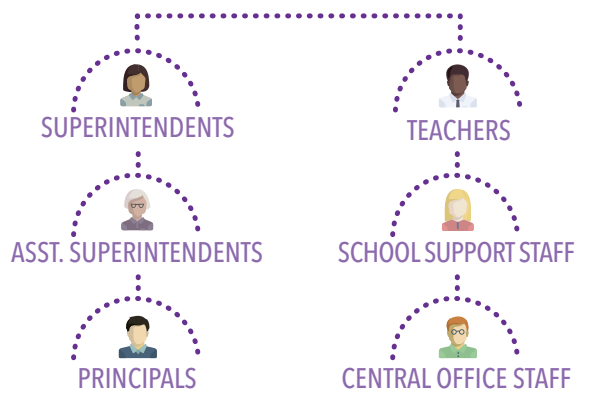 SUPERINTENDENTS
TEACHERS
ASST. SUPERINTENDENTS
SCHOOL SUPPORT STAFF
PRINCIPALS
CENTRAL OFFICE STAFF